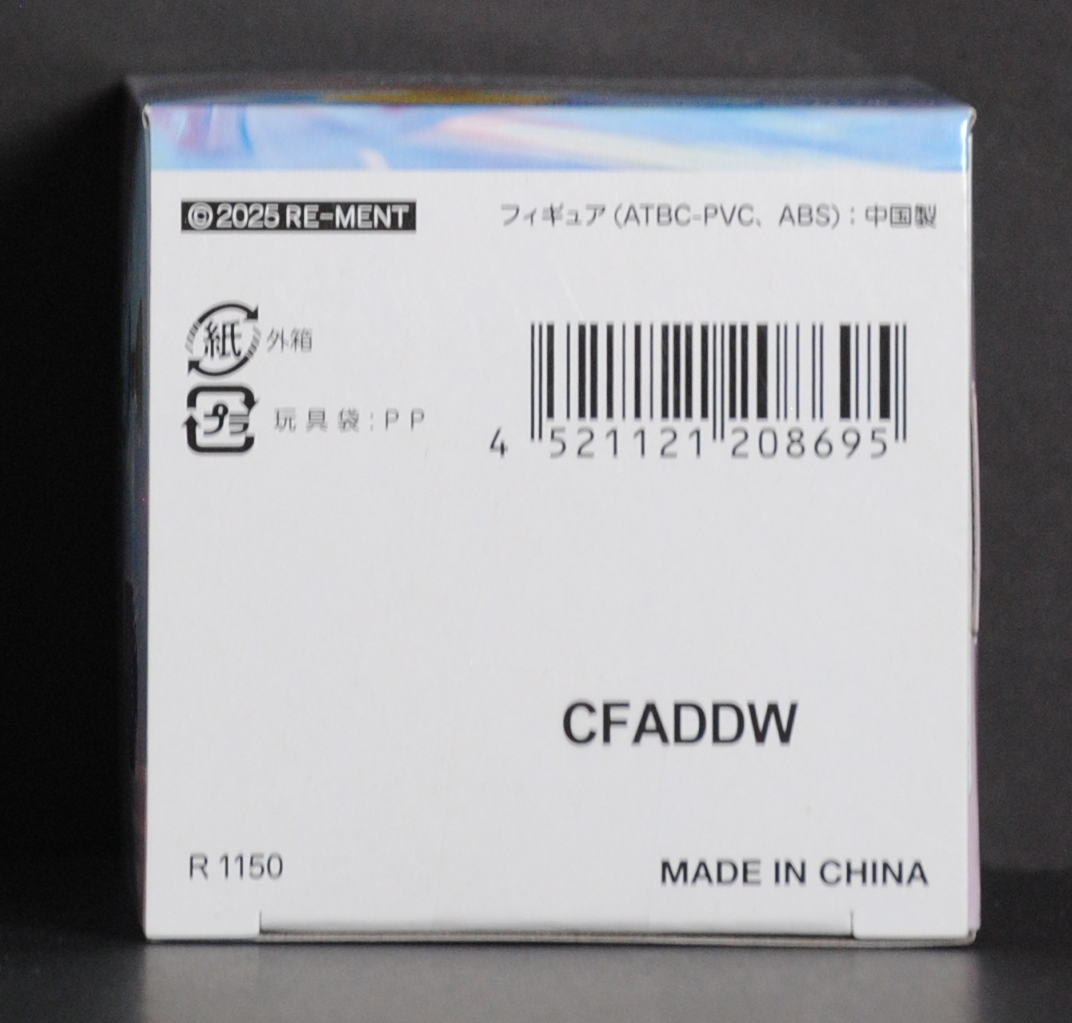 ©2025 RE-MENT
フィギュア (ATBC-PVC、ABS) : 中国製
紙 外箱
プラ 玩具袋 : PP
4 521121 208695
CFADDW
R 1150
MADE IN CHINA